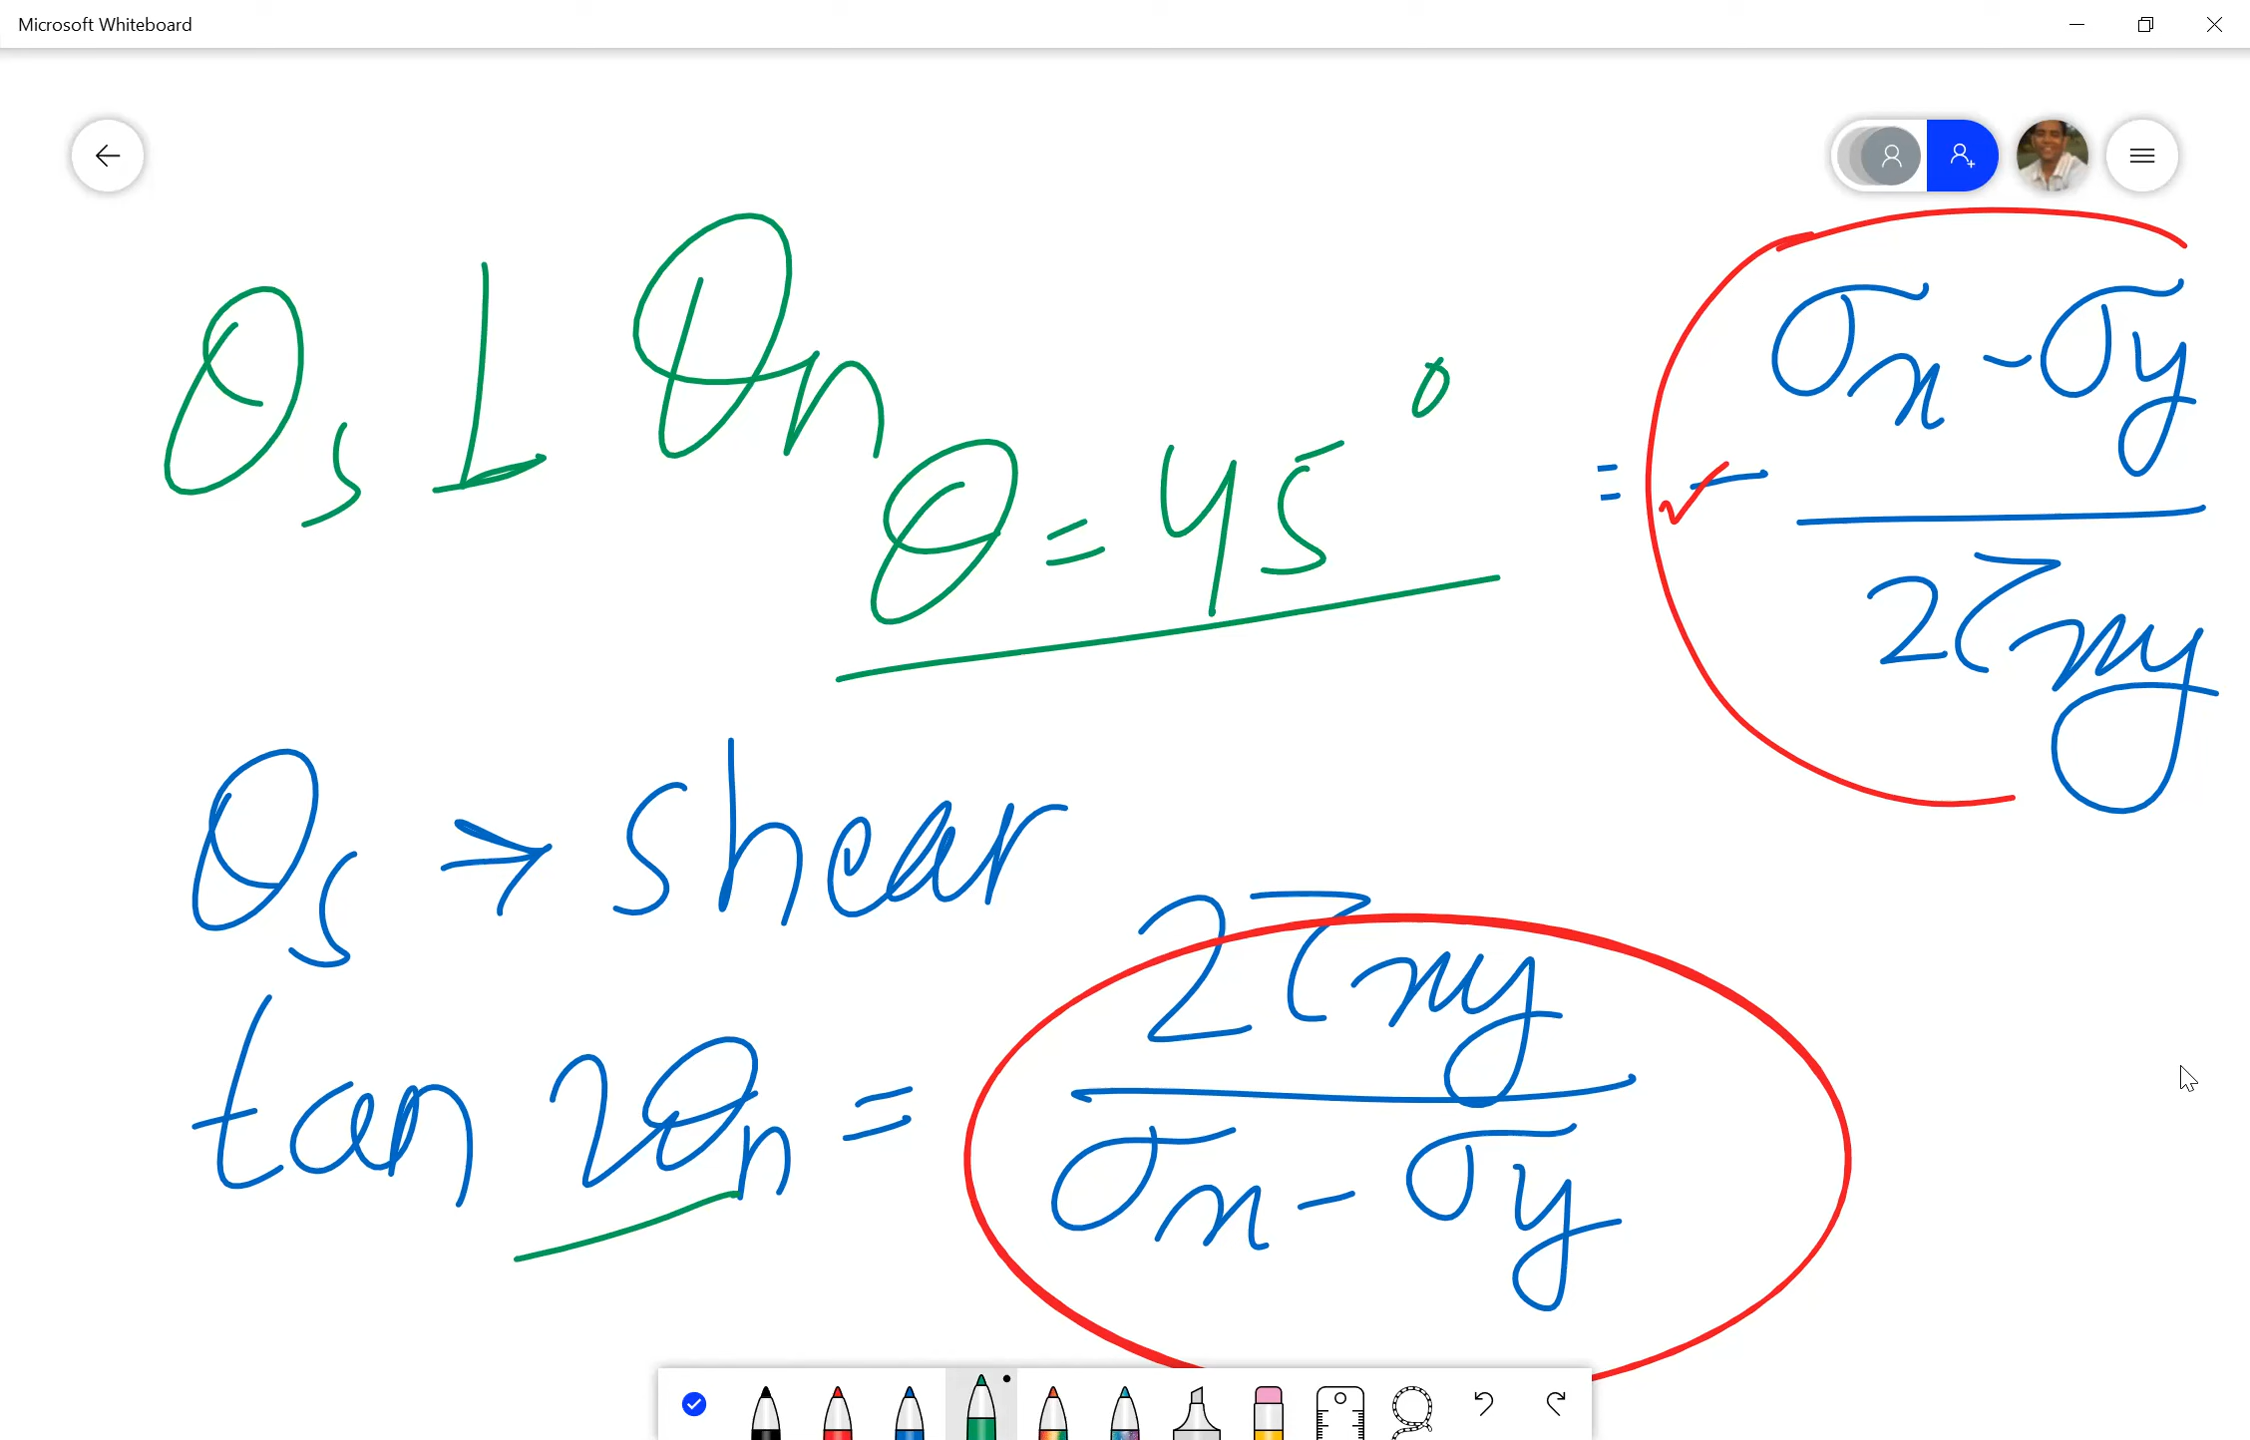 Microsoft Whiteboard
θs ⊥ θn
θ = 45°
= - (σx - σy) / (2τxy)
θs → shear
tan 2θn = (2τxy) / (σx - σy)